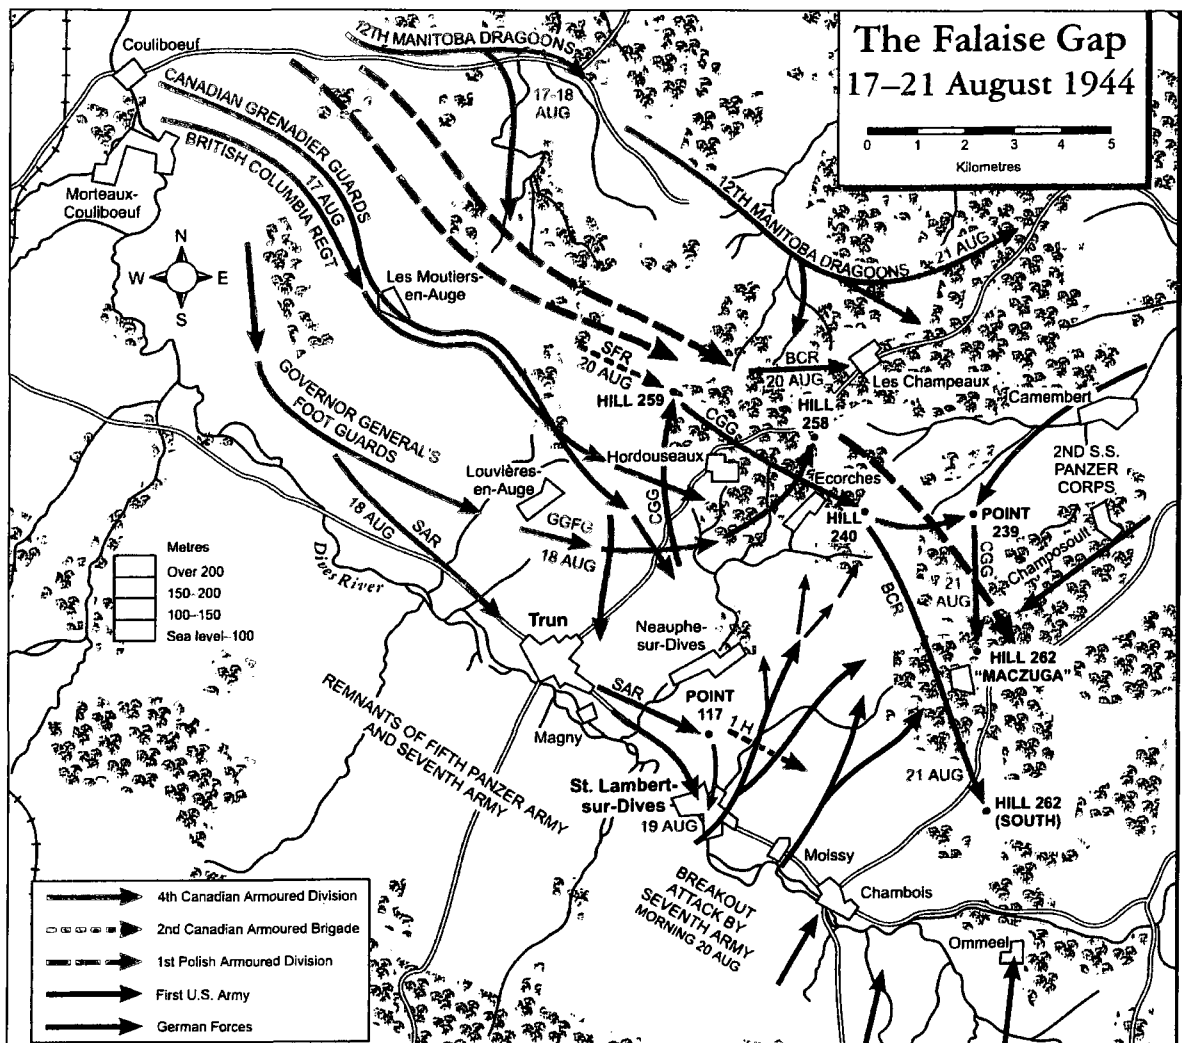 The Falaise Gap
17–21 August 1944
0 1 2 3 4 5
Kilometres
Couliboeuf
12TH MANITOBA DRAGOONS
17-18
AUG
CANADIAN GRENADIER GUARDS
17 AUG
BRITISH COLUMBIA REGT
Morteaux-
Couliboeuf
N
W E
S
12TH MANITOBA DRAGOONS
21 AUG
Les Moutiers-
en-Auge
SFR
20 AUG
BCR
20 AUG
Les Champeaux
HILL 259
HILL
258
Camembert
GOVERNOR GENERAL'S
FOOT GUARDS
CGG
Hordouseaux
Louvières-
en-Auge
2ND S.S.
PANZER
CORPS
Ecorches
18 AUG
SAR
GGFG
18 AUG
CGG
HILL
240
POINT
239
CGG
Champosoult
21
AUG
BCR
Metres
Over 200
150-200
100-150
Sea level-100
Dives River
Trun
Neauphe-
sur-Dives
HILL 262
"MACZUGA"
SAR
POINT
117
1 H
REMNANTS OF FIFTH PANZER ARMY
AND SEVENTH ARMY
Magny
St. Lambert-
sur-Dives
19 AUG
21 AUG
HILL 262
(SOUTH)
Moissy
Chambois
BREAKOUT
ATTACK BY
SEVENTH ARMY
MORNING 20 AUG
Ommeel
4th Canadian Armoured Division
2nd Canadian Armoured Brigade
1st Polish Armoured Division
First U.S. Army
German Forces